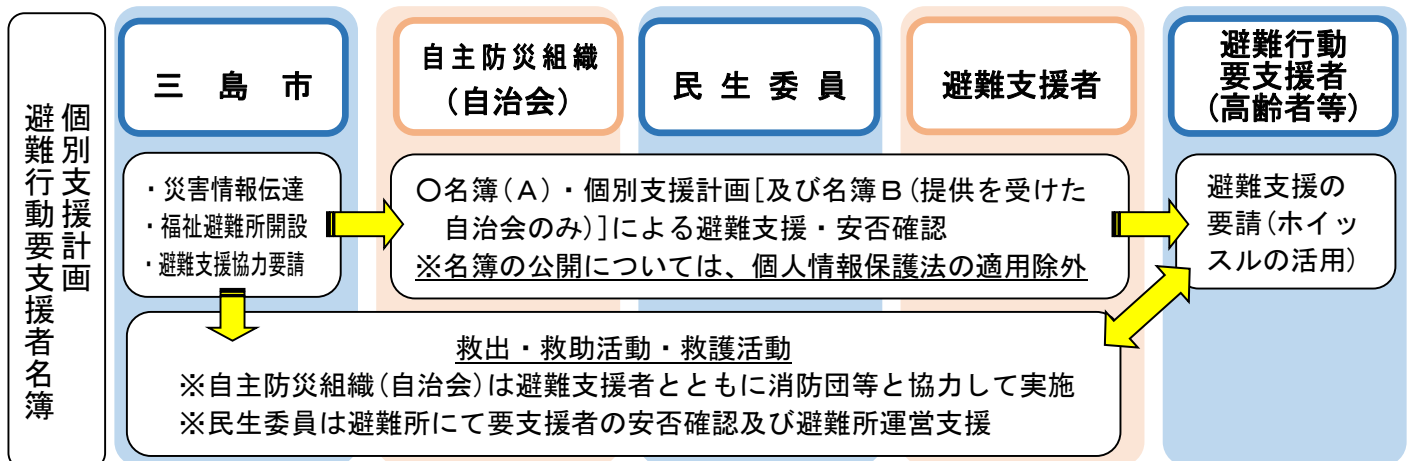 個別支援計画
避難行動要支援者名簿
三島市
自主防災組織
(自治会)
民生委員
避難支援者
避難行動
要支援者
(高齢者等)
・災害情報伝達
・福祉避難所開設
・避難支援協力要請
〇名簿(A)・個別支援計画[及び名簿B(提供を受けた
自治会のみ)]による避難支援・安否確認
※名簿の公開については、個人情報保護法の適用除外
避難支援の
要請(ホイッ
スルの活用)
救出・救助活動・救護活動
※自主防災組織(自治会)は避難支援者とともに消防団等と協力して実施
※民生委員は避難所にて要支援者の安否確認及び避難所運営支援